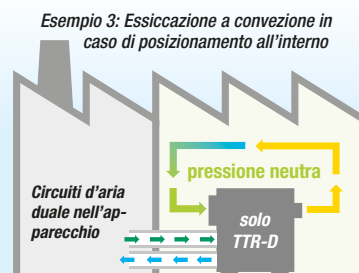 Esempio 3: Essiccazione a convezione in
caso di posizionamento all'interno
pressione neutra
Circuiti d'aria
duale nell'ap-
parecchio
solo
TTR-D